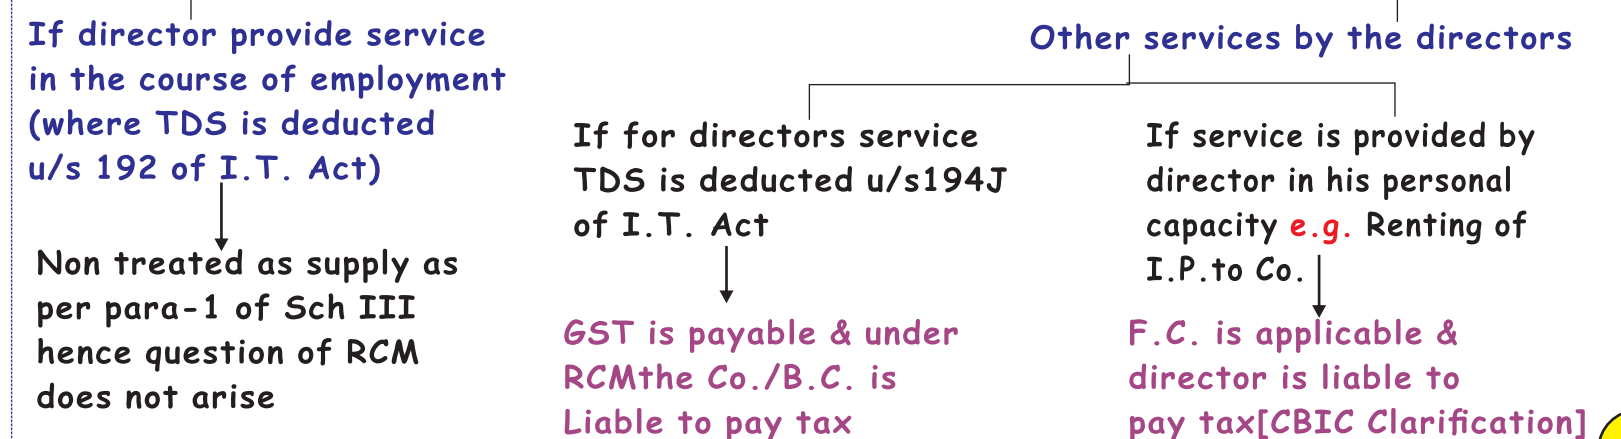 If director provide service
in the course of employment
(where TDS is deducted
u/s 192 of I.T. Act)
Non treated as supply as
per para-1 of Sch III
hence question of RCM
does not arise
Other services by the directors
If for directors service
TDS is deducted u/s194J
of I.T. Act
GST is payable & under
RCMthe Co./B.C. is
Liable to pay tax
If service is provided by
director in his personal
capacity e.g. Renting of
I.P.to Co.
F.C. is applicable &
director is liable to
pay tax[CBIC Clarification]